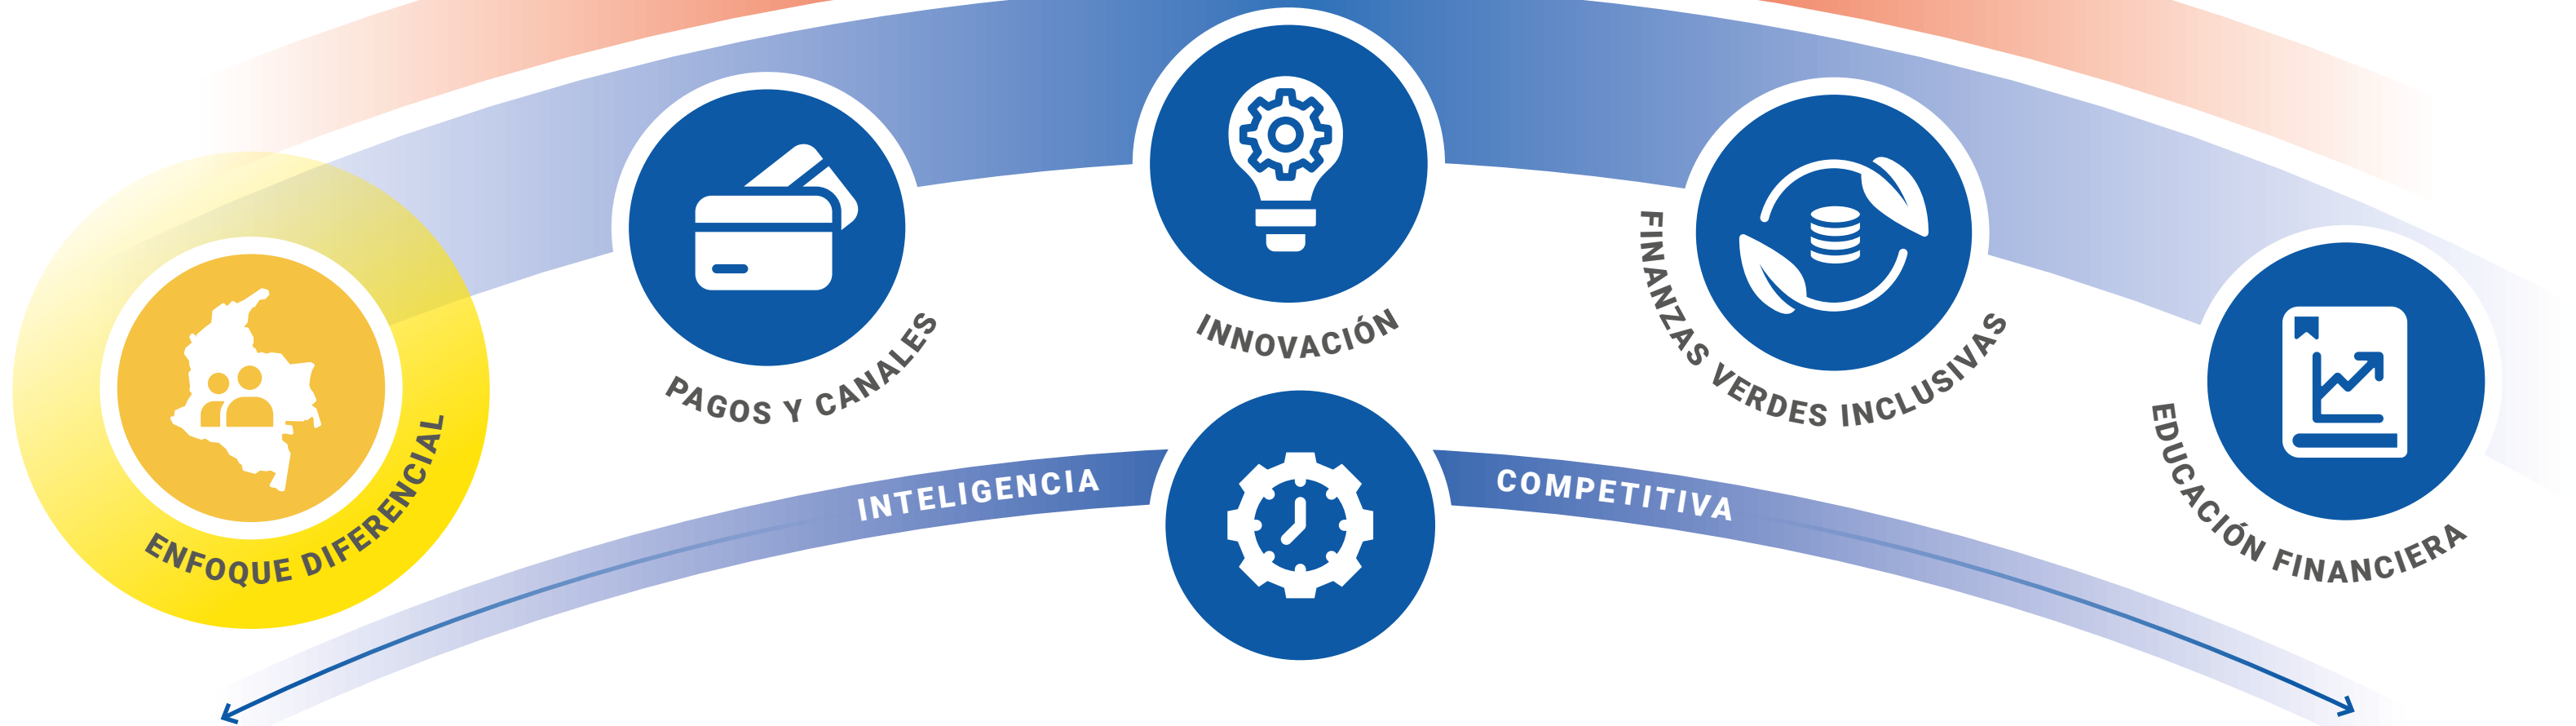 ENFOQUE DIFERENCIAL
PAGOS Y CANALES
INNOVACIÓN
FINANZAS VERDES INCLUSIVAS
EDUCACIÓN FINANCIERA
INTELIGENCIA COMPETITIVA